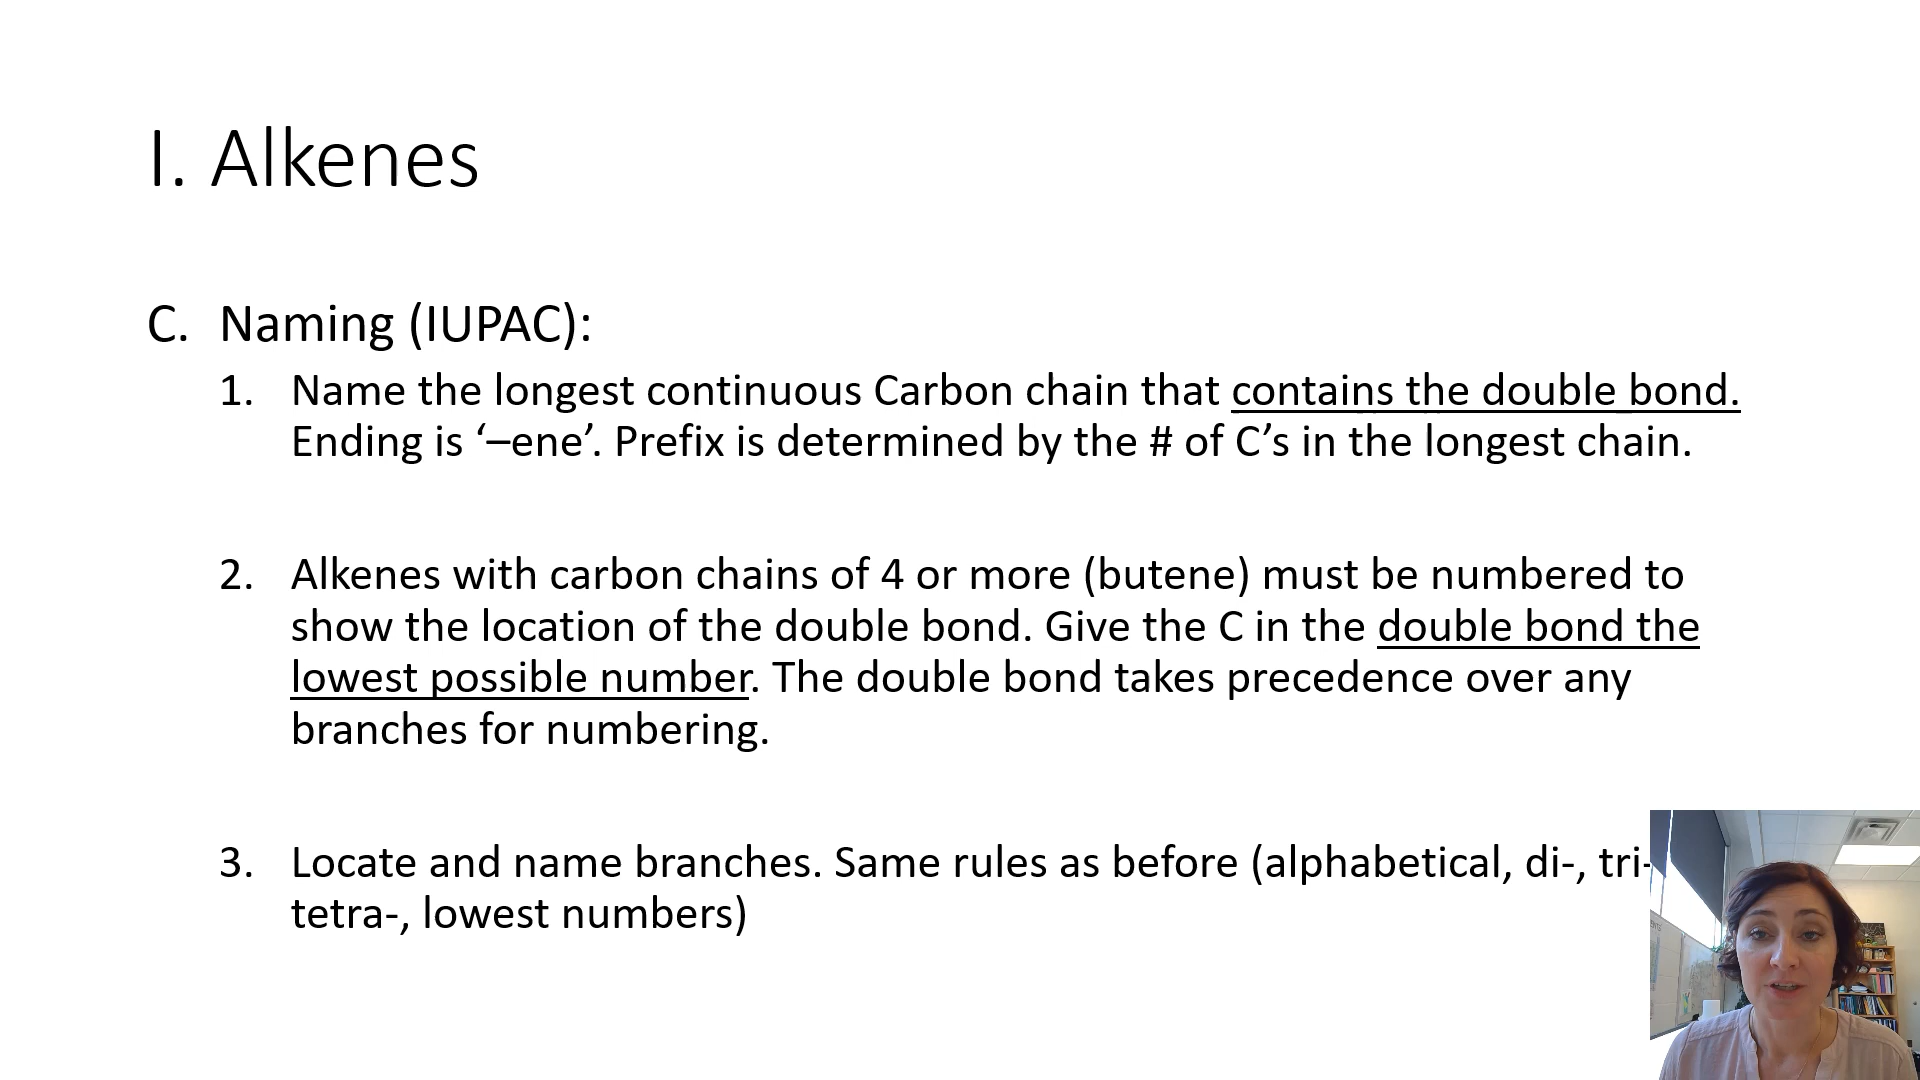 I. Alkenes
C. Naming (IUPAC):
1. Name the longest continuous Carbon chain that contains the double bond.
Ending is ‘–ene’. Prefix is determined by the # of C’s in the longest chain.
2. Alkenes with carbon chains of 4 or more (butene) must be numbered to
show the location of the double bond. Give the C in the double bond the
lowest possible number. The double bond takes precedence over any
branches for numbering.
3. Locate and name branches. Same rules as before (alphabetical, di-, tri-
tetra-, lowest numbers)